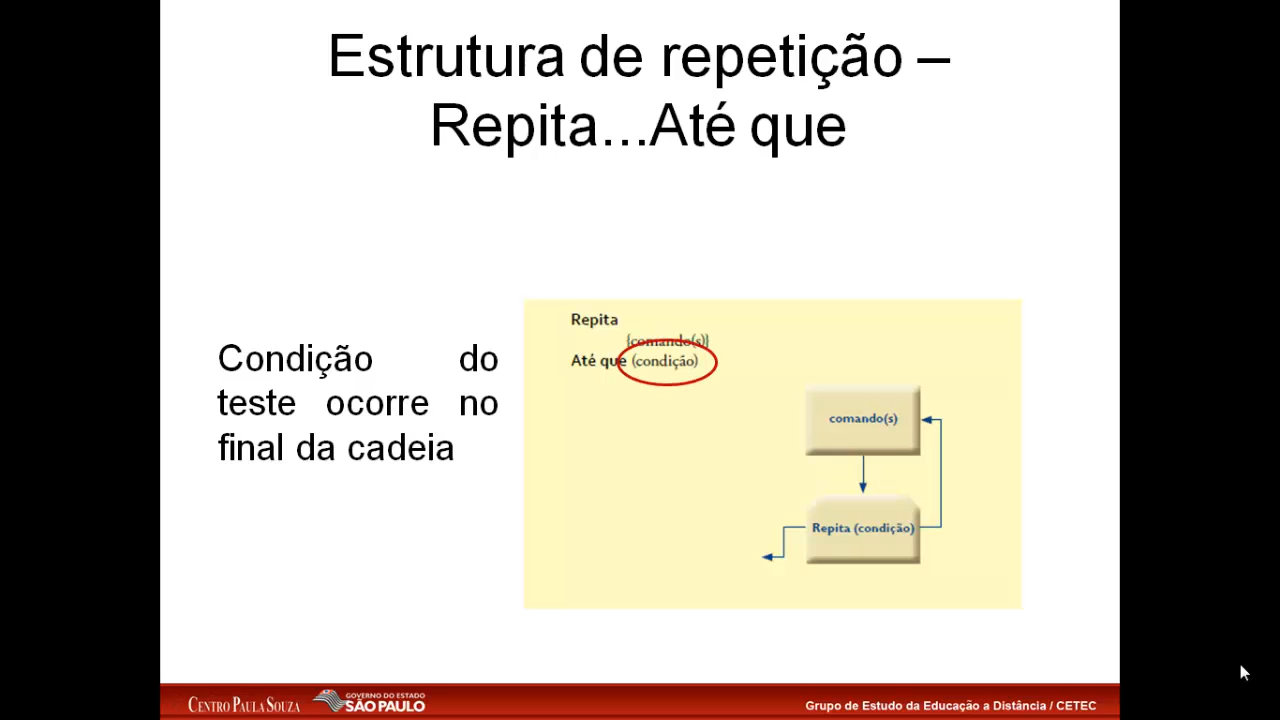 Estrutura de repetição –
Repita...Até que
Condição do
teste ocorre no
final da cadeia
Repita
{comando(s)}
Até que (condição)
comando(s)
Repita (condição)
CENTRO PAULA SOUZA
GOVERNO DO ESTADO
SÃO PAULO
Grupo de Estudo da Educação a Distância / CETEC